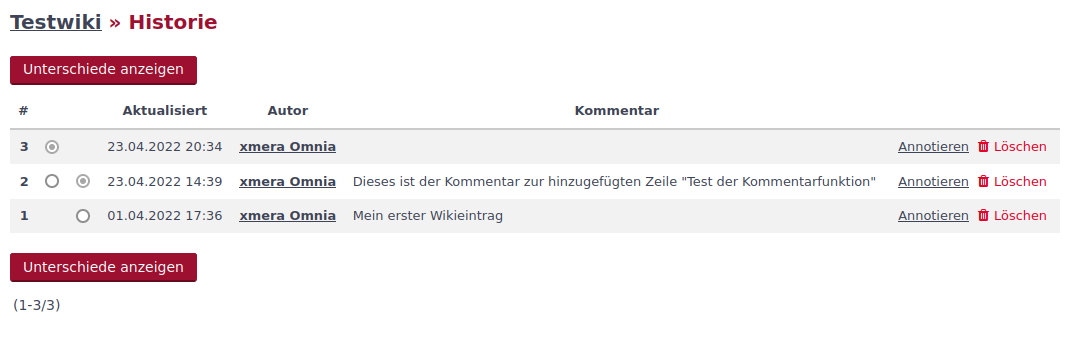 Testwiki » Historie
Unterschiede anzeigen
# Aktualisiert Autor Kommentar
3 23.04.2022 20:34 xmera Omnia Annotieren Löschen
2 23.04.2022 14:39 xmera Omnia Dieses ist der Kommentar zur hinzugefügten Zeile "Test der Kommentarfunktion" Annotieren Löschen
1 01.04.2022 17:36 xmera Omnia Mein erster Wikieintrag Annotieren Löschen
Unterschiede anzeigen
(1-3/3)